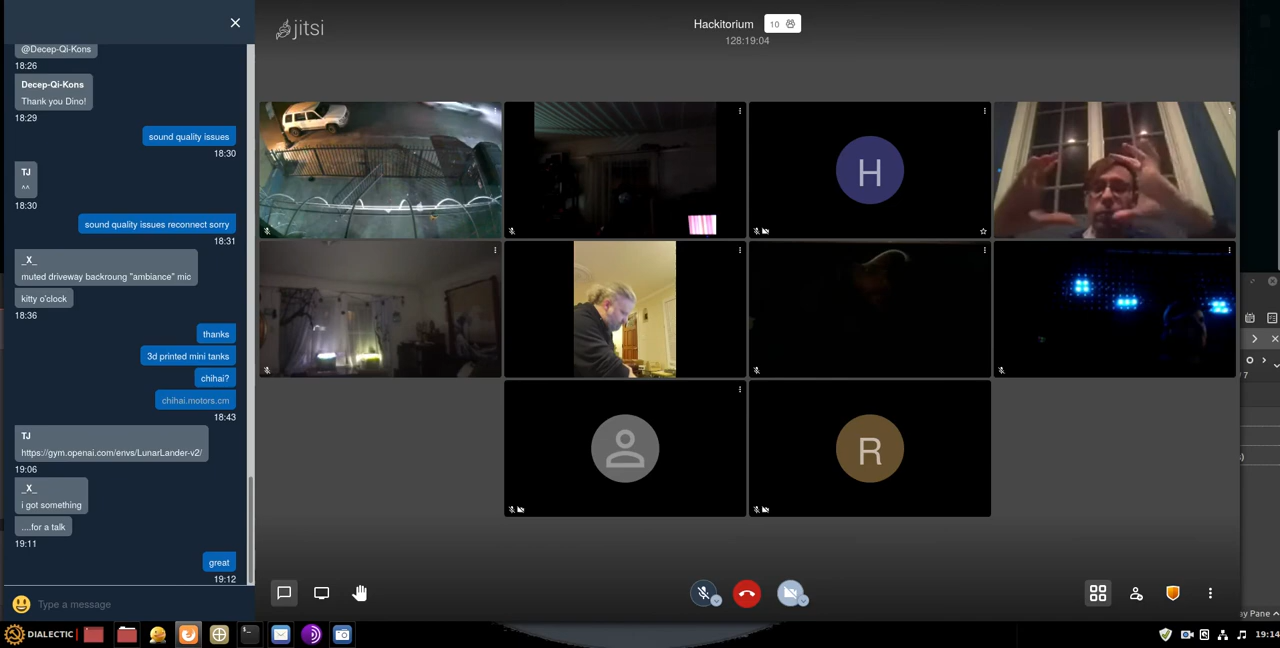 @Decep-Qi-Kons
18:26
Decep-Qi-Kons
Thank you Dino!
18:29
sound quality issues
18:30
TJ
^^
18:30
sound quality issues reconnect sorry
18:31
_X_
muted driveway backroung "ambiance" mic
kitty o'clock
18:36
thanks
3d printed mini tanks
chihai?
chihai.motors.cm
18:43
TJ
https://gym.openai.com/envs/LunarLander-v2/
19:06
_X_
i got something
....for a talk
19:11
great
19:12
Type a message
jitsi
Hackitorium
10
128:19:04
H
R
/7
ay Pane
DIALECTIC
19:14